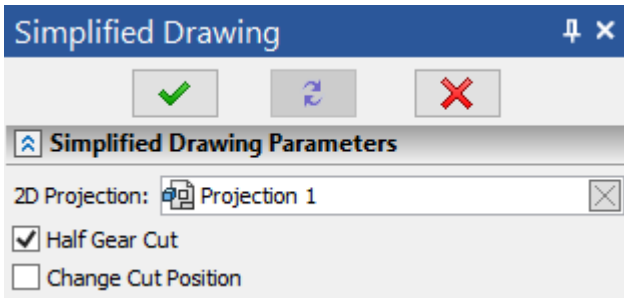 Simplified Drawing
Simplified Drawing Parameters
2D Projection: Projection 1
Half Gear Cut
Change Cut Position